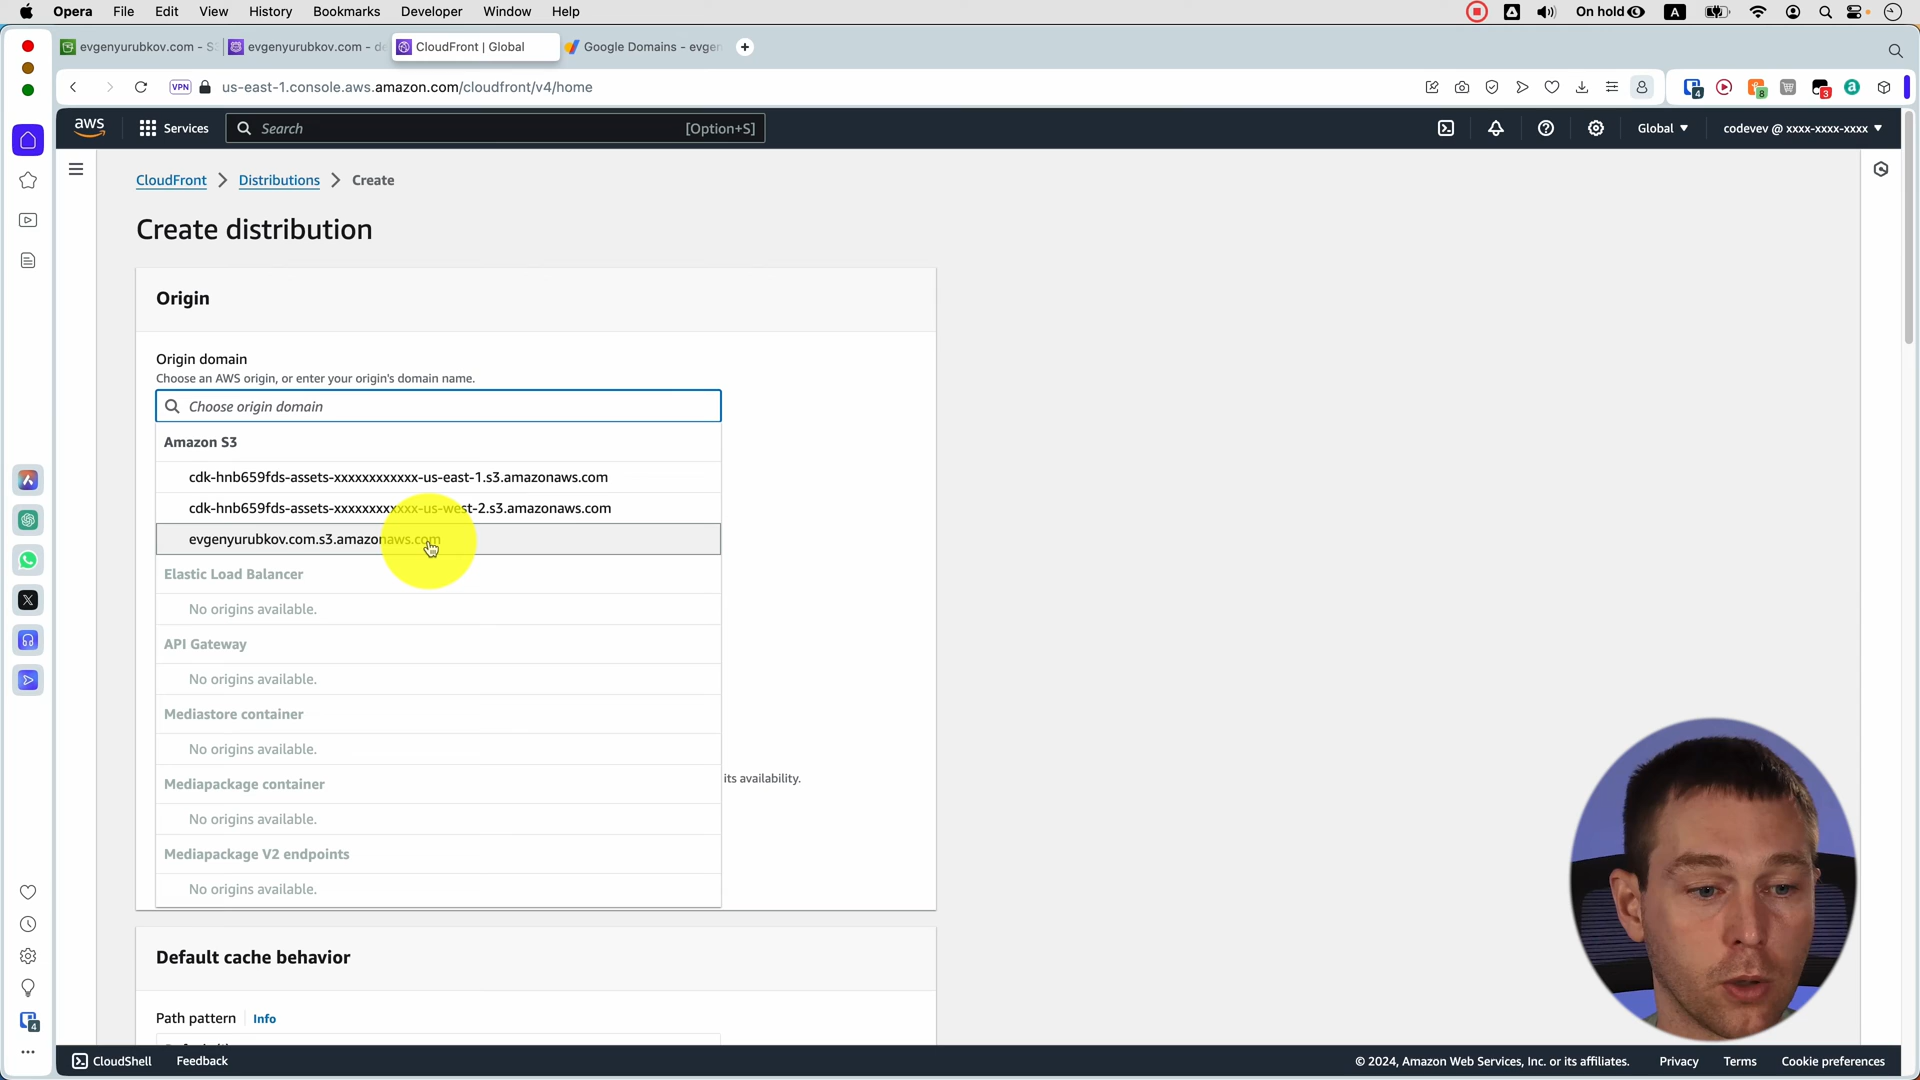 Opera File Edit View History Bookmarks Developer Window Help On hold A
evgenyurubkov.com - S evgenyurubkov.com - de CloudFront | Global Google Domains - evgen
VPN us-east-1.console.aws.amazon.com/cloudfront/v4/home 4 8 3 a
aws Services Search [Option+S] Global codevev @ xxxx-xxxx-xxxx
CloudFront Distributions Create
Create distribution
Origin
Origin domain
Choose an AWS origin, or enter your origin's domain name.
Choose origin domain
Amazon S3
cdk-hnb659fds-assets-xxxxxxxxxxxx-us-east-1.s3.amazonaws.com
cdk-hnb659fds-assets-xxxxxxxxxxxx-us-west-2.s3.amazonaws.com
evgenyurubkov.com.s3.amazonaws.com
Elastic Load Balancer
No origins available.
API Gateway
No origins available.
Mediastore container
No origins available.
its availability.
Mediapackage container
No origins available.
Mediapackage V2 endpoints
No origins available.
Default cache behavior
Path pattern Info
4
CloudShell Feedback © 2024, Amazon Web Services, Inc. or its affiliates. Privacy Terms Cookie preferences